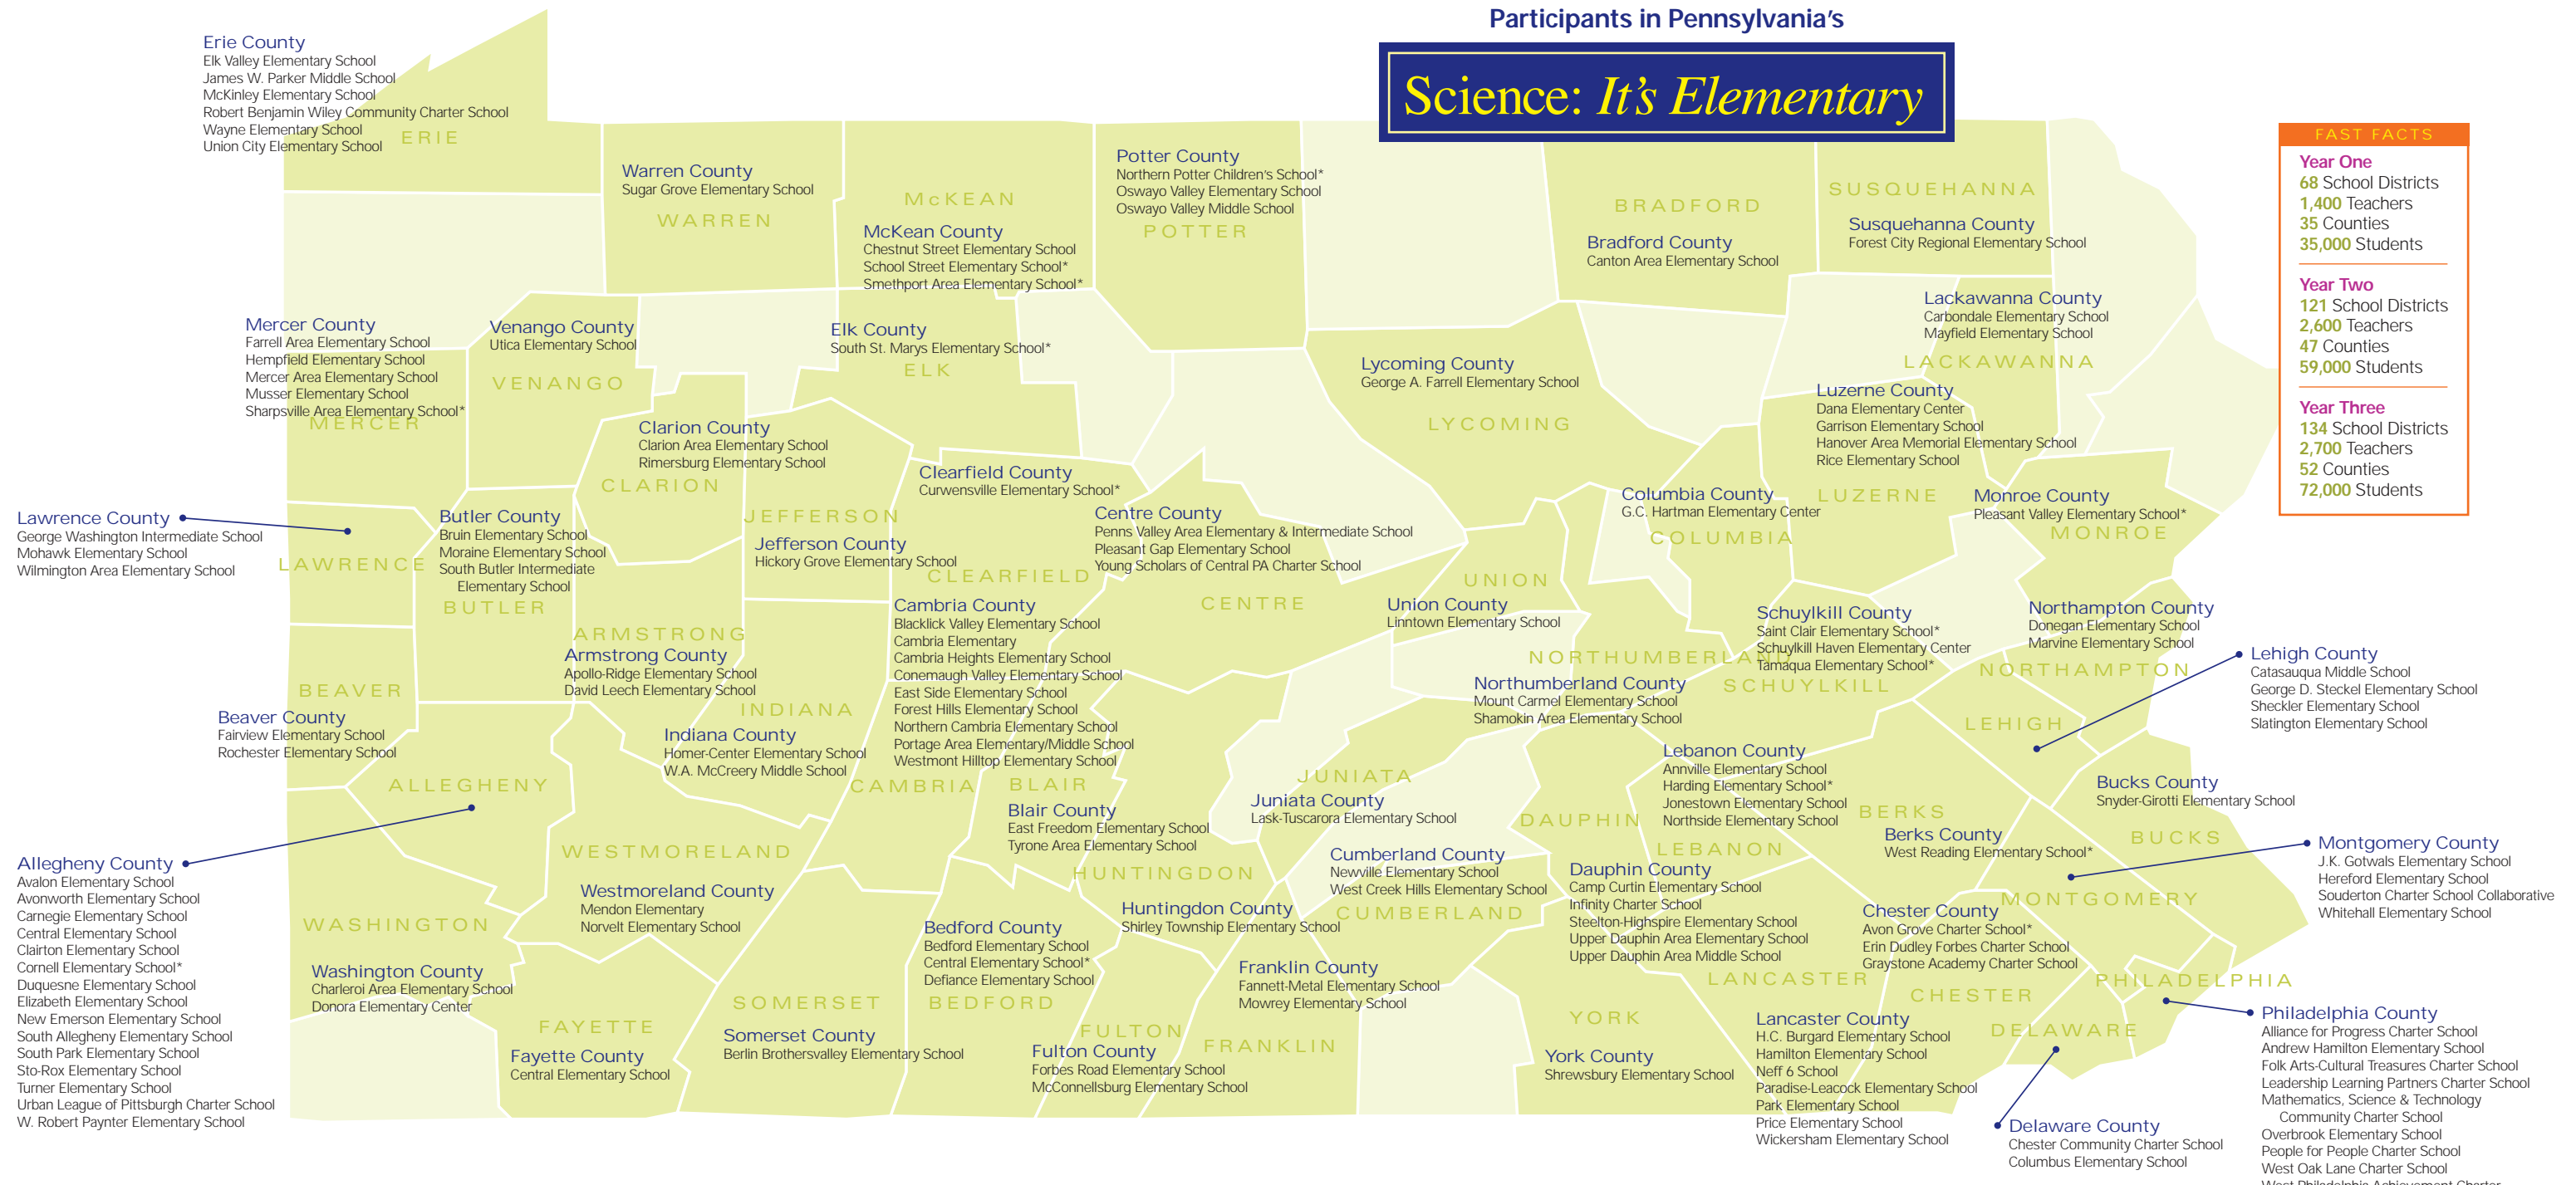 Participants in Pennsylvania's
Science: It's Elementary
FAST FACTS
Year One
68 School Districts
1,400 Teachers
35 Counties
35,000 Students
Year Two
121 School Districts
2,600 Teachers
47 Counties
59,000 Students
Year Three
134 School Districts
2,700 Teachers
52 Counties
72,000 Students
Erie County
Elk Valley Elementary School
James W. Parker Middle School
McKinley Elementary School
Robert Benjamin Wiley Community Charter School
Wayne Elementary School
Union City Elementary School
ERIE
Warren County
Sugar Grove Elementary School
WARREN
McKEAN
McKean County
Chestnut Street Elementary School
School Street Elementary School*
Smethport Area Elementary School*
Potter County
Northern Potter Children's School*
Oswayo Valley Elementary School
Oswayo Valley Middle School
POTTER
BRADFORD
Bradford County
Canton Area Elementary School
SUSQUEHANNA
Susquehanna County
Forest City Regional Elementary School
Mercer County
Farrell Area Elementary School
Hempfield Elementary School
Mercer Area Elementary School
Musser Elementary School
Sharpsville Area Elementary School*
MERCER
Venango County
Utica Elementary School
VENANGO
Elk County
South St. Marys Elementary School*
ELK
Lycoming County
George A. Farrell Elementary School
LYCOMING
Lackawanna County
Carbondale Elementary School
Mayfield Elementary School
LACKAWANNA
Luzerne County
Dana Elementary Center
Garrison Elementary School
Hanover Area Memorial Elementary School
Rice Elementary School
LUZERNE
Clarion County
Clarion Area Elementary School
Rimersburg Elementary School
CLARION
Clearfield County
Curwensville Elementary School*
CLEARFIELD
Columbia County
G.C. Hartman Elementary Center
COLUMBIA
Monroe County
Pleasant Valley Elementary School*
MONROE
Lawrence County
George Washington Intermediate School
Mohawk Elementary School
Wilmington Area Elementary School
LAWRENCE
Butler County
Bruin Elementary School
Moraine Elementary School
South Butler Intermediate
Elementary School
BUTLER
JEFFERSON
Jefferson County
Hickory Grove Elementary School
Centre County
Penns Valley Area Elementary & Intermediate School
Pleasant Gap Elementary School
Young Scholars of Central PA Charter School
CENTRE
UNION
Union County
Linntown Elementary School
Cambria County
Blacklick Valley Elementary School
Cambria Elementary
Cambria Heights Elementary School
Conemaugh Valley Elementary School
East Side Elementary School
Forest Hills Elementary School
Northern Cambria Elementary School
Portage Area Elementary/Middle School
Westmont Hilltop Elementary School
CAMBRIA
ARMSTRONG
Armstrong County
Apollo-Ridge Elementary School
David Leech Elementary School
Schuylkill County
Saint Clair Elementary School*
Schuylkill Haven Elementary Center
Tamaqua Elementary School*
SCHUYLKILL
Northampton County
Donegan Elementary School
Marvine Elementary School
NORTHAMPTON
NORTHUMBERLAND
Northumberland County
Mount Carmel Elementary School
Shamokin Area Elementary School
Lehigh County
Catasauqua Middle School
George D. Steckel Elementary School
Sheckler Elementary School
Slatington Elementary School
LEHIGH
BEAVER
Beaver County
Fairview Elementary School
Rochester Elementary School
INDIANA
Indiana County
Homer-Center Elementary School
W.A. McCreery Middle School
Lebanon County
Annville Elementary School
Harding Elementary School*
Jonestown Elementary School
Northside Elementary School
LEBANON
ALLEGHENY
BLAIR
Blair County
East Freedom Elementary School
Tyrone Area Elementary School
JUNIATA
Juniata County
Lask-Tuscarora Elementary School
Bucks County
Snyder-Girotti Elementary School
BUCKS
BERKS
Berks County
West Reading Elementary School*
DAUPHIN
Dauphin County
Camp Curtin Elementary School
Infinity Charter School
Steelton-Highspire Elementary School
Upper Dauphin Area Elementary School
Upper Dauphin Area Middle School
Montgomery County
J.K. Gotwals Elementary School
Hereford Elementary School
Souderton Charter School Collaborative
Whitehall Elementary School
MONTGOMERY
Allegheny County
Avalon Elementary School
Avonworth Elementary School
Carnegie Elementary School
Central Elementary School
Clairton Elementary School
Cornell Elementary School*
Duquesne Elementary School
Elizabeth Elementary School
New Emerson Elementary School
South Allegheny Elementary School
South Park Elementary School
Sto-Rox Elementary School
Turner Elementary School
Urban League of Pittsburgh Charter School
W. Robert Paynter Elementary School
WESTMORELAND
Westmoreland County
Mendon Elementary
Norvelt Elementary School
Cumberland County
Newville Elementary School
West Creek Hills Elementary School
CUMBERLAND
HUNTINGDON
Huntingdon County
Shirley Township Elementary School
WASHINGTON
Washington County
Charleroi Area Elementary School
Donora Elementary Center
Bedford County
Bedford Elementary School
Central Elementary School*
Defiance Elementary School
BEDFORD
Chester County
Avon Grove Charter School*
Erin Dudley Forbes Charter School
Graystone Academy Charter School
CHESTER
Franklin County
Fannett-Metal Elementary School
Mowrey Elementary School
FRANKLIN
LANCASTER
Lancaster County
H.C. Burgard Elementary School
Hamilton Elementary School
Neff 6 School
Paradise-Leacock Elementary School
Park Elementary School
Price Elementary School
Wickersham Elementary School
PHILADELPHIA
Philadelphia County
Alliance for Progress Charter School
Andrew Hamilton Elementary School
Folk Arts-Cultural Treasures Charter School
Leadership Learning Partners Charter School
Mathematics, Science & Technology
Community Charter School
Overbrook Elementary School
People for People Charter School
West Oak Lane Charter School
West Philadelphia Achievement Charter
FAYETTE
Fayette County
Central Elementary School
SOMERSET
Somerset County
Berlin Brothersvalley Elementary School
FULTON
Fulton County
Forbes Road Elementary School
McConnellsburg Elementary School
YORK
York County
Shrewsbury Elementary School
DELAWARE
Delaware County
Chester Community Charter School
Columbus Elementary School